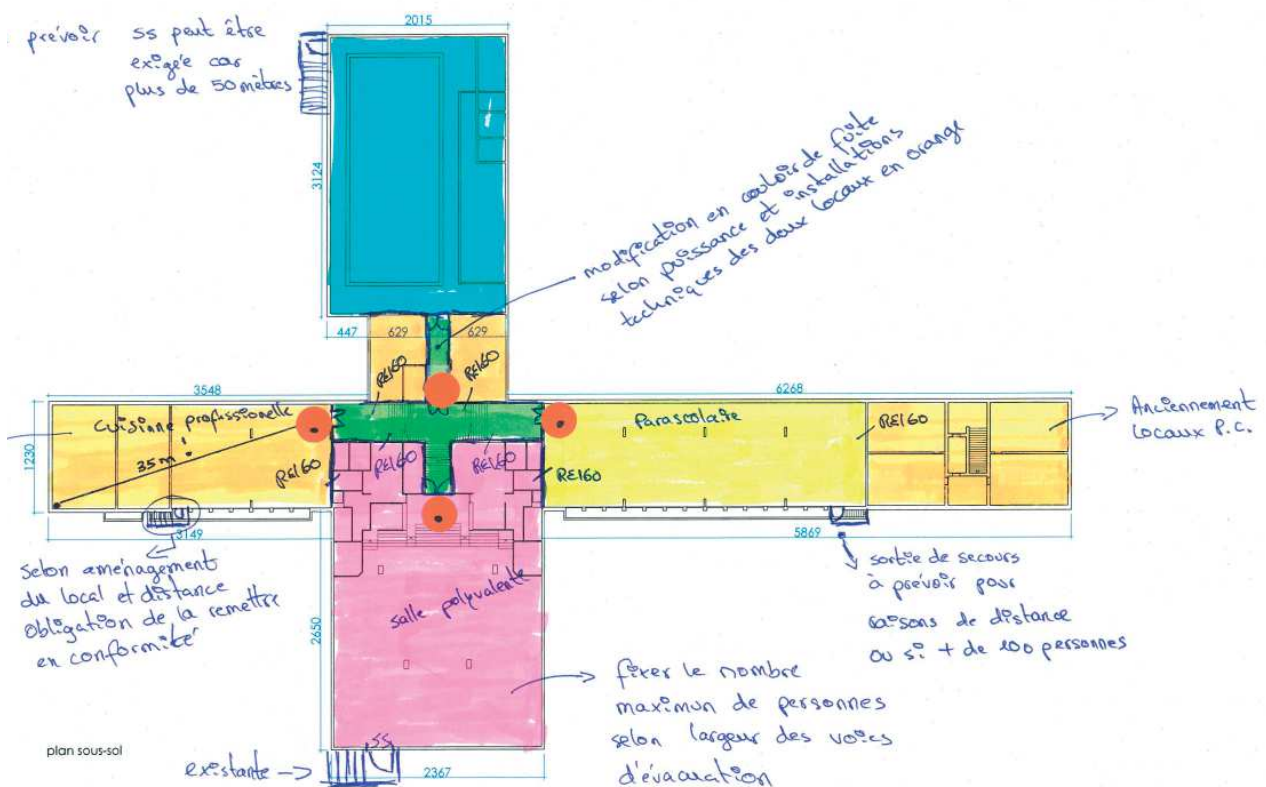 prévoir ss peut être
exigée car
plus de 50 mètres
2015
3124
modification en couloir de fuite
selon puissance et installations
techniques des deux locaux en orange
447
629
629
REI60
REI60
3548
6268
cuisinne professionelle
!
35m
1230
REI60
REI60
REI60
REI60
Parascolaire
REI60
Anciennement
locaux P.C.
3149
5869
selon aménagement
du local et distance
obligation de la remettre
en conformité
salle polyvalente
2650
sortie de secours
à prévoir pour
raisons de distance
ou si + de 100 personnes
fixer le nombre
maximun de personnes
selon largeur des voies
d'évacuation
plan sous-sol
SS
existante
2367